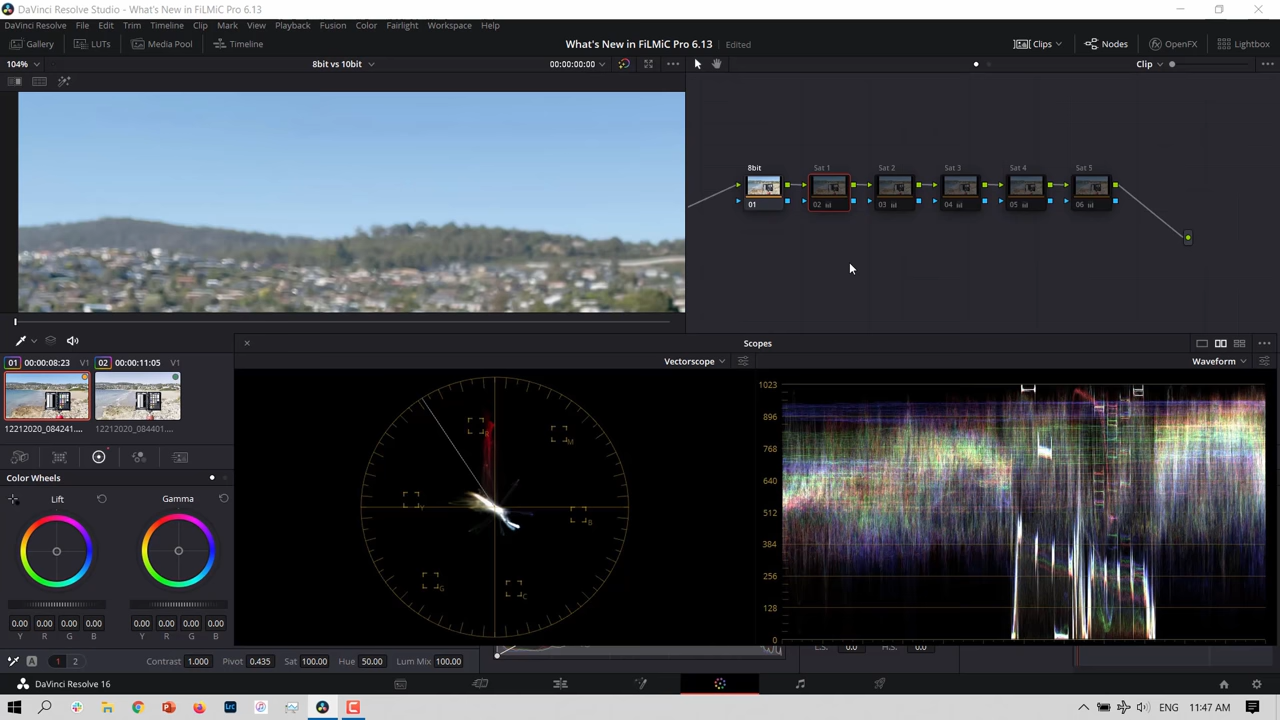 DaVinci Resolve Studio - What's New in FiLMiC Pro 6.13
DaVinci Resolve File Edit Trim Timeline Clip Mark View Playback Fusion Color Fairlight Workspace Help
Gallery LUTs Media Pool Timeline What's New in FiLMiC Pro 6.13 Edited Clips Nodes OpenFX Lightbox
104% 8bit vs 10bit 00:00:00:00 Clip
8bit Sat 1 Sat 2 Sat 3 Sat 4 Sat 5
01 02 03 04 05 06
Scopes
01 00:00:08:23 V1 02 00:00:11:05 V1
Vectorscope Waveform
12212020_084241.... 12212020_084401....
R M
Y B
G C
1023
896
768
640
512
384
256
128
0
Color Wheels
Lift Gamma
0.00 0.00 0.00 0.00 0.00 0.00 0.00 0.00
Y R G B Y R G B
L.S. 0.0 H.S. 0.0
A 1 2 Contrast 1.000 Pivot 0.435 Sat 100.00 Hue 50.00 Lum Mix 100.00
DaVinci Resolve 16
Lrc
11:47 AM